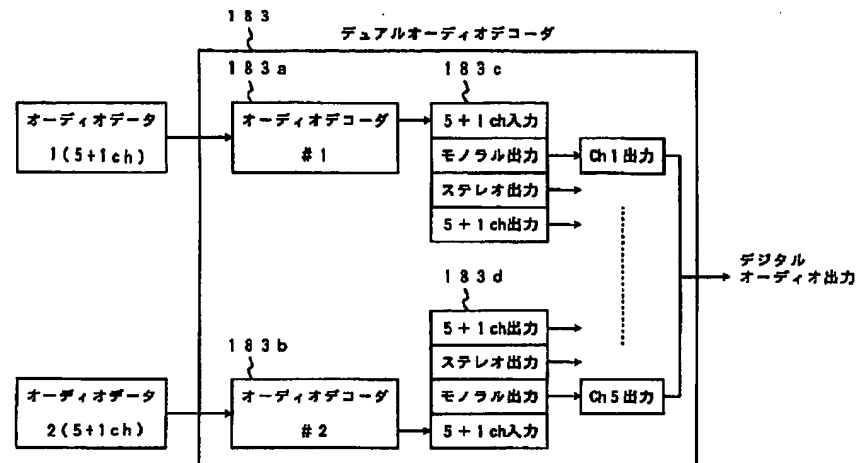 183
デュアルオーディオデコーダ
183a
183c
オーディオデータ
1(5+1ch)
オーディオデコーダ
#1
5+1ch入力
モノラル出力
ステレオ出力
5+1ch出力
Ch1出力
デジタル
オーディオ出力
183d
5+1ch出力
ステレオ出力
モノラル出力
5+1ch入力
Ch5出力
183b
オーディオデータ
2(5+1ch)
オーディオデコーダ
#2